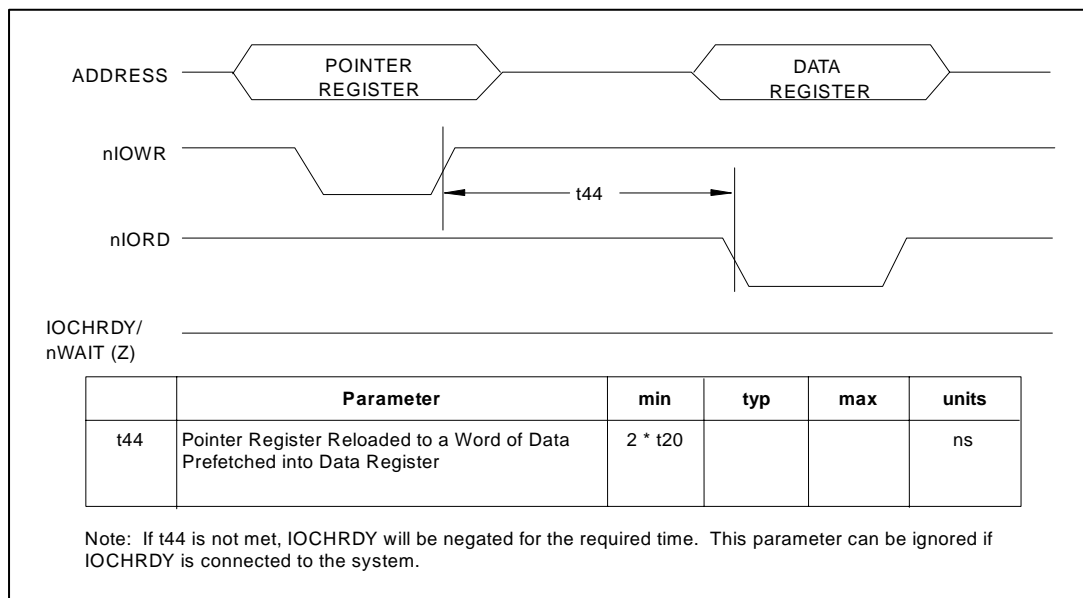 ADDRESS
POINTER
REGISTER
DATA
REGISTER
nIOWR
t44
nIORD
IOCHRDY/
nWAIT (Z)
Parameter min typ max units
t44 Pointer Register Reloaded to a Word of Data 2 * t20 ns
Prefetched into Data Register
Note: If t44 is not met, IOCHRDY will be negated for the required time. This parameter can be ignored if
IOCHRDY is connected to the system.